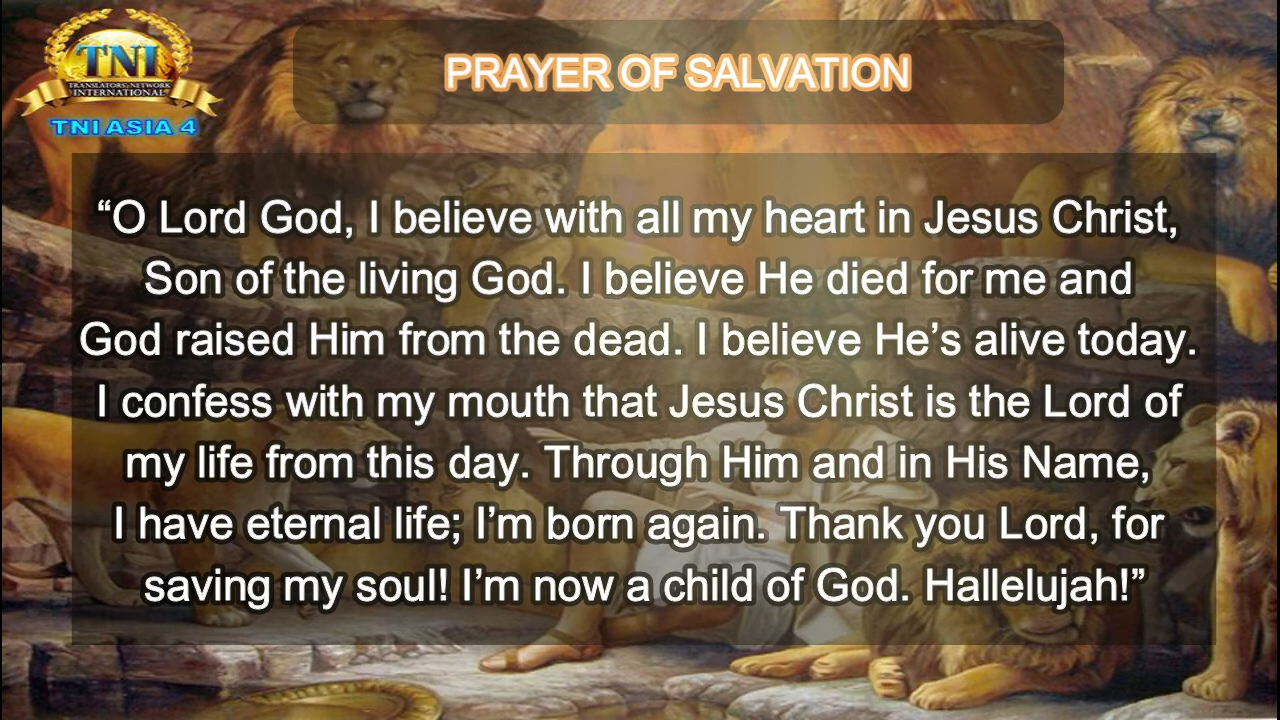 TNI
TRANSLATORS NETWORK
INTERNATIONAL
TNI ASIA 4
PRAYER OF SALVATION
“O Lord God, I believe with all my heart in Jesus Christ,
Son of the living God. I believe He died for me and
God raised Him from the dead. I believe He’s alive today.
I confess with my mouth that Jesus Christ is the Lord of
my life from this day. Through Him and in His Name,
I have eternal life; I’m born again. Thank you Lord, for
saving my soul! I’m now a child of God. Hallelujah!”